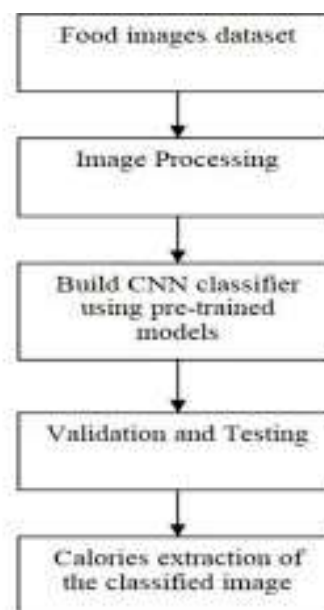 Food images dataset
Image Processing
Build CNN classifier
using pre-trained
models
Validation and Testing
Calories extraction of
the classified image